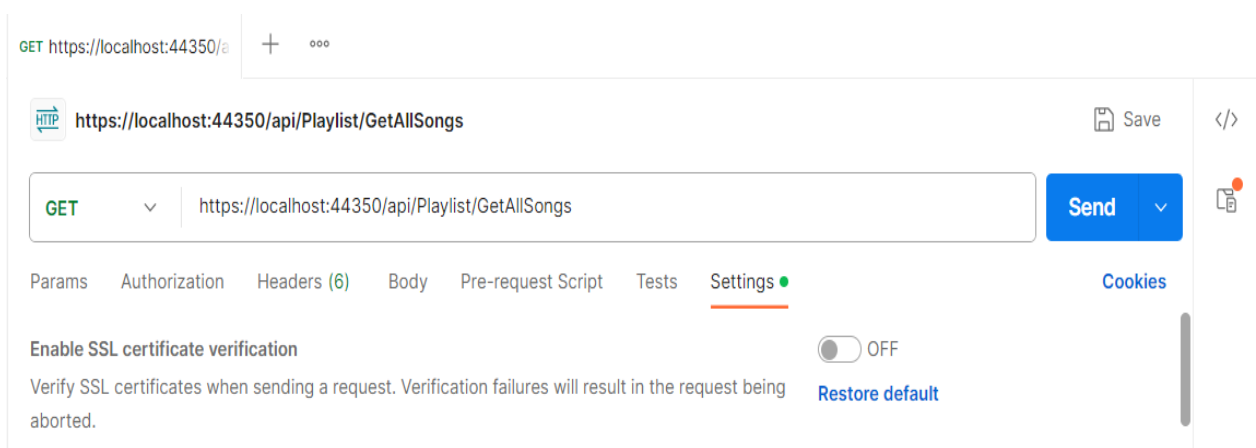 GET https://localhost:44350/a
HTTP https://localhost:44350/api/Playlist/GetAllSongs Save </>
GET https://localhost:44350/api/Playlist/GetAllSongs Send
Params Authorization Headers (6) Body Pre-request Script Tests Settings Cookies
Enable SSL certificate verification OFF
Verify SSL certificates when sending a request. Verification failures will result in the request being Restore default
aborted.